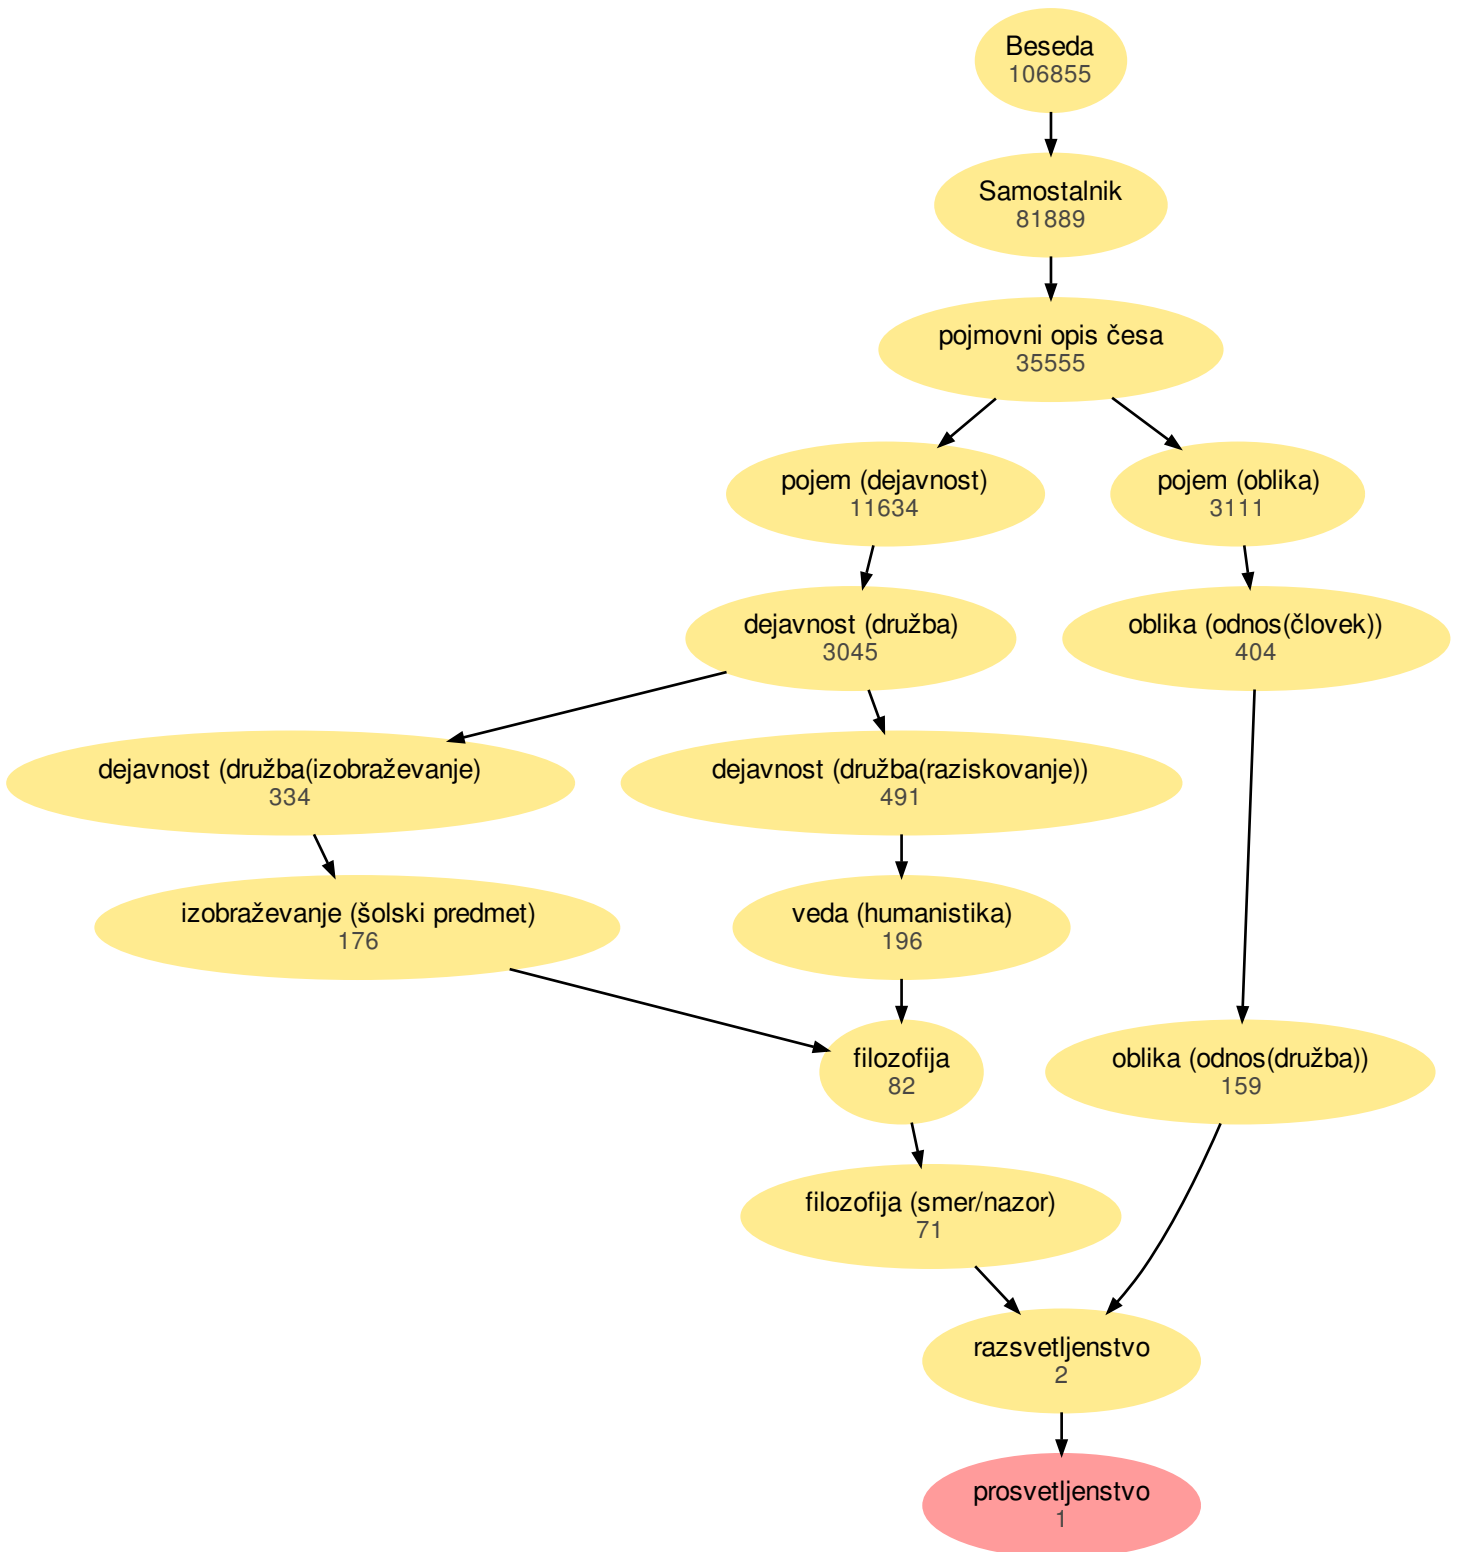 Beseda
106855
Samostalnik
81889
pojmovni opis česa
35555
pojem (dejavnost)
11634
pojem (oblika)
3111
dejavnost (družba)
3045
oblika (odnos(človek))
404
dejavnost (družba(izobraževanje)
334
dejavnost (družba(raziskovanje))
491
izobraževanje (šolski predmet)
176
veda (humanistika)
196
filozofija
82
oblika (odnos(družba))
159
filozofija (smer/nazor)
71
razsvetljenstvo
2
prosvetljenstvo
1